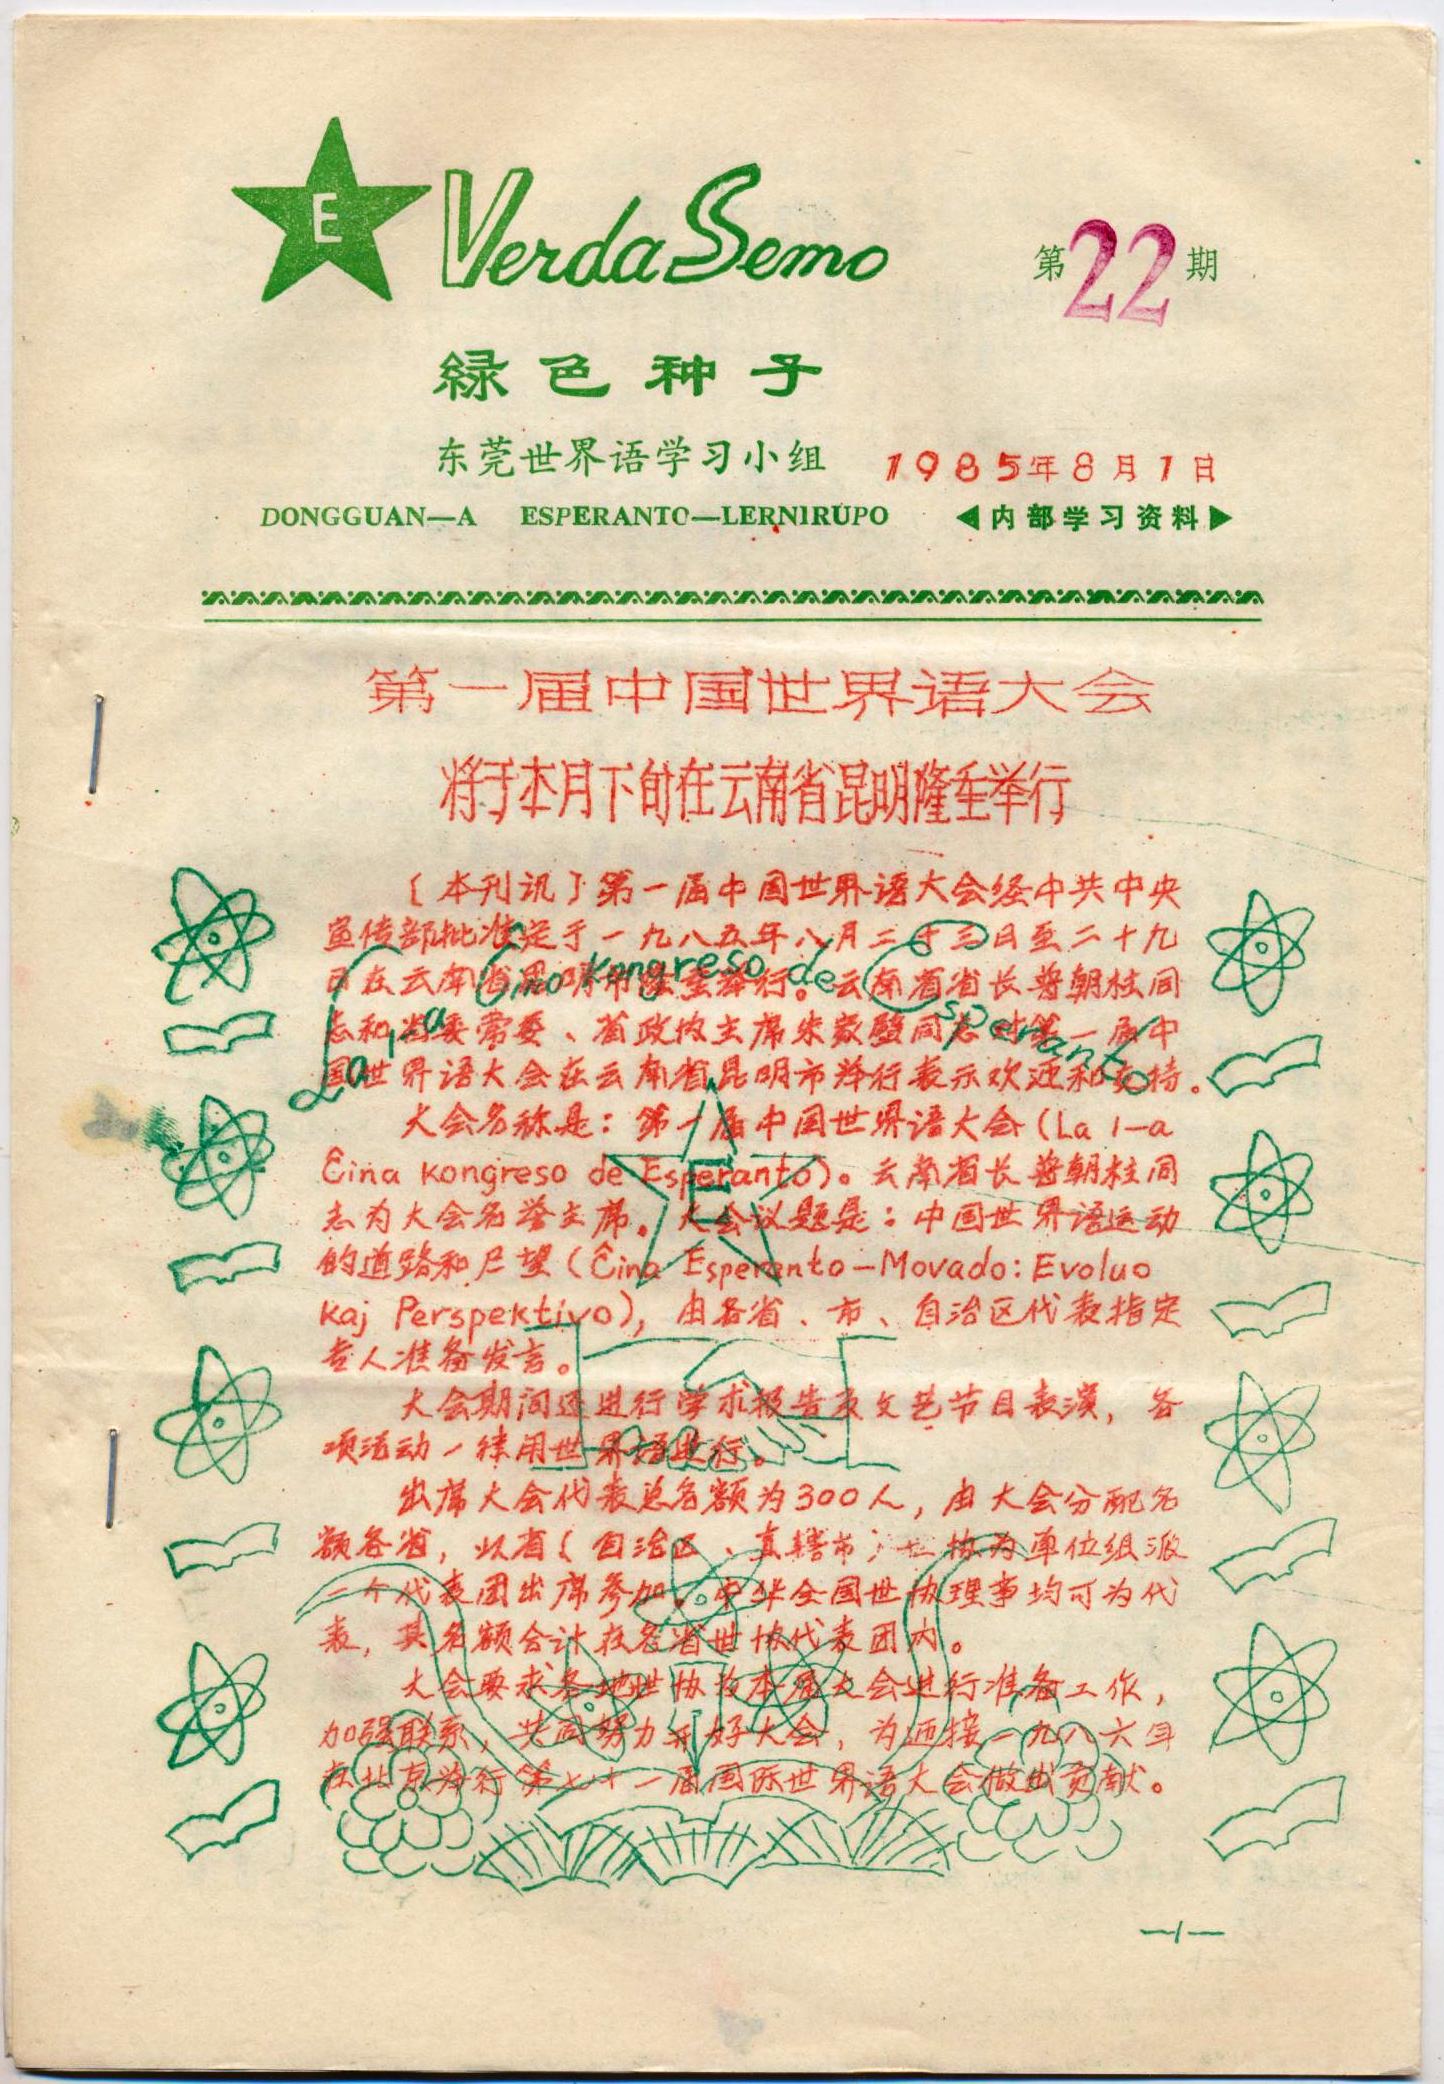 E
Verda Semo
第22期
緑色种子
东莞世界语学习小组
1985年8月1日
DONGGUAN—A ESPERANTO—LERNIRUPO
◀内部学习资料▶
第一届中国世界语大会
将于本月下旬在云南省昆明隆重举行
〔本刊讯〕第一届中国世界语大会经中共中央
宣传部批准定于一九八五年八月二十三日至二十九
日在云南省昆明市隆重举行。云南省省长普朝柱同
志和省委常委、省政协主席朱家璧同志对第一届中
国世界语大会在云南省昆明市举行表示欢迎和支持。
大会名称是：第一届中国世界语大会（La 1-a
Ĉina Kongreso de Esperanto）。云南省长普朝柱同
志为大会名誉主席。大会议题是：中国世界语运动
的道路和尸望（Ĉina Esperanto-Movado: Evoluo
Kaj Perspektivo），由各省、市、自治区代表指定
专人准备发言。
大会期间还进行学术报告及文艺节目表演，各
项活动一律用世界语进行。
出席大会代表总名额为300人，由大会分配名
额各省，以省（自治区、直辖市）世协为单位组派
一个代表团出席参加。中华全国世协理事均可为代
表，其名额合计在各省世协代表团内。
大会要求各地世协为本届大会进行准备工作，
加强联系，共同努力开好大会，为迎接一九八六年
在北京举行第七十一届国际世界语大会做出贡献。
La 1-a Ĉina Kongreso de Esperanto
E
—1—